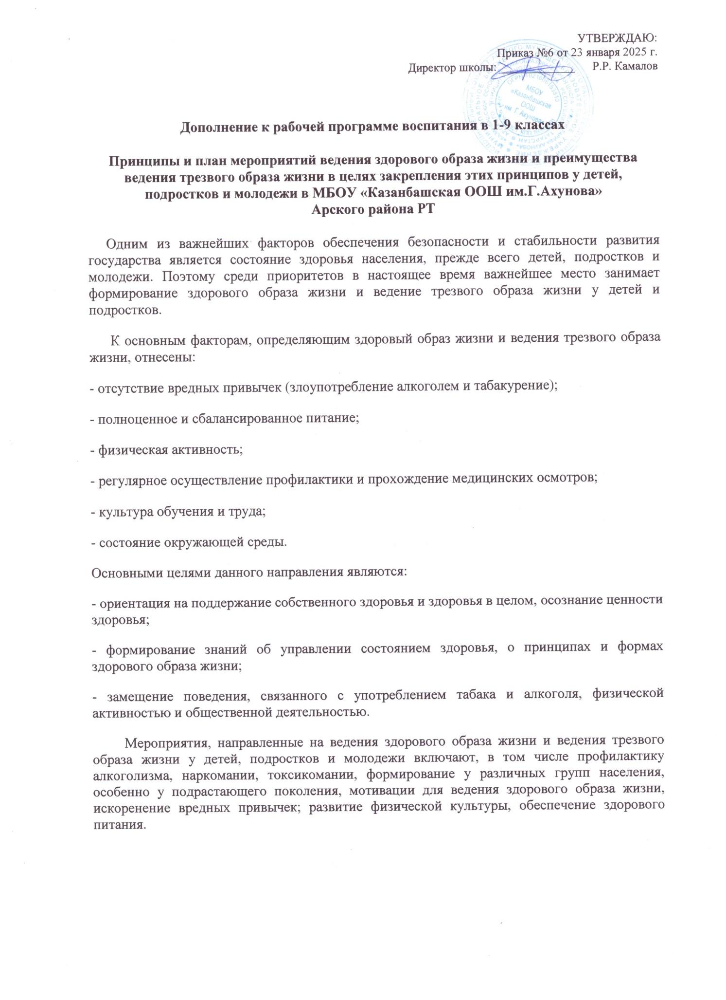 УТВЕРЖДАЮ:
Приказ №6 от 23 января 2025 г.
Директор школы: ____________ Р.Р. Камалов
МБОУ
«Казанбашская
ООШ
им. Г. Ахунова»
Дополнение к рабочей программе воспитания в 1-9 классах
Принципы и план мероприятий ведения здорового образа жизни и преимущества
ведения трезвого образа жизни в целях закрепления этих принципов у детей,
подростков и молодежи в МБОУ «Казанбашская ООШ им.Г.Ахунова»
Арского района РТ
Одним из важнейших факторов обеспечения безопасности и стабильности развития
государства является состояние здоровья населения, прежде всего детей, подростков и
молодежи. Поэтому среди приоритетов в настоящее время важнейшее место занимает
формирование здорового образа жизни и ведение трезвого образа жизни у детей и
подростков.
К основным факторам, определяющим здоровый образ жизни и ведения трезвого образа
жизни, отнесены:
- отсутствие вредных привычек (злоупотребление алкоголем и табакурение);
- полноценное и сбалансированное питание;
- физическая активность;
- регулярное осуществление профилактики и прохождение медицинских осмотров;
- культура обучения и труда;
- состояние окружающей среды.
Основными целями данного направления являются:
- ориентация на поддержание собственного здоровья и здоровья в целом, осознание ценности
здоровья;
- формирование знаний об управлении состоянием здоровья, о принципах и формах
здорового образа жизни;
- замещение поведения, связанного с употреблением табака и алкоголя, физической
активностью и общественной деятельностью.
Мероприятия, направленные на ведения здорового образа жизни и ведения трезвого
образа жизни у детей, подростков и молодежи включают, в том числе профилактику
алкоголизма, наркомании, токсикомании, формирование у различных групп населения,
особенно у подрастающего поколения, мотивации для ведения здорового образа жизни,
искоренение вредных привычек; развитие физической культуры, обеспечение здорового
питания.